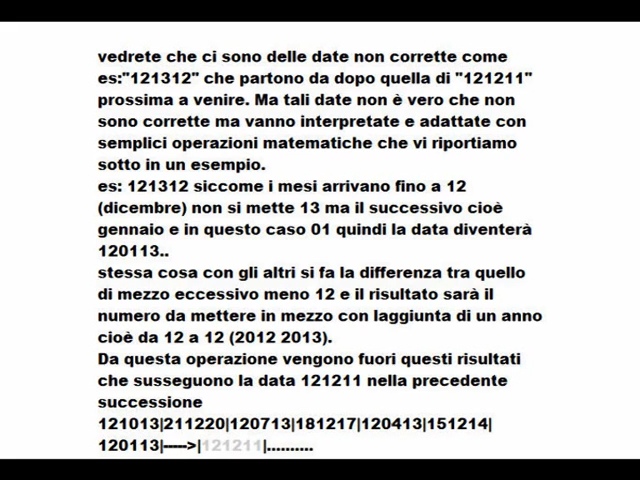 vedrete che ci sono delle date non corrette come
es:"121312" che partono da dopo quella di "121211"
prossima a venire. Ma tali date non è vero che non
sono corrette ma vanno interpretate e adattate con
semplici operazioni matematiche che vi riportiamo
sotto in un esempio.
es: 121312 siccome i mesi arrivano fino a 12
(dicembre) non si mette 13 ma il successivo cioè
gennaio e in questo caso 01 quindi la data diventerà
120113..
stessa cosa con gli altri si fa la differenza tra quello
di mezzo eccessivo meno 12 e il risultato sarà il
numero da mettere in mezzo con laggiunta di un anno
cioè da 12 a 12 (2012 2013).
Da questa operazione vengono fuori questi risultati
che susseguono la data 121211 nella precedente
successione
121013|211220|120713|181217|120413|151214|
120113|----->|121211|..........